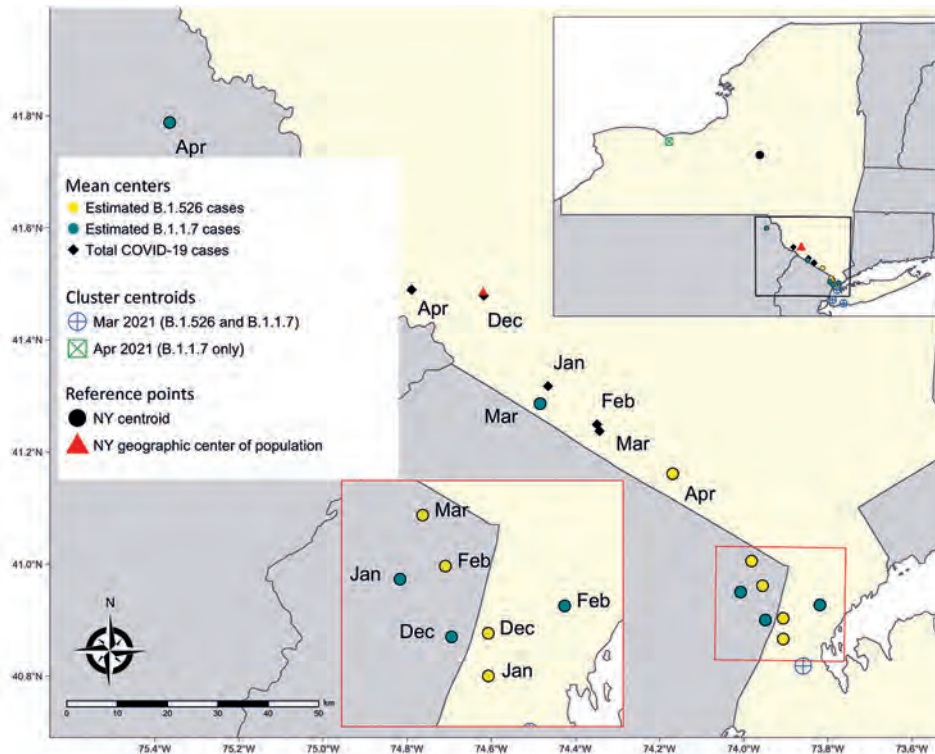 41.8°N
41.6°N
41.4°N
41.2°N
41.0°N
40.8°N
Apr
Mean centers
Estimated B.1.526 cases
Estimated B.1.1.7 cases
Total COVID-19 cases
Cluster centroids
Mar 2021 (B.1.526 and B.1.1.7)
Apr 2021 (B.1.1.7 only)
Reference points
NY centroid
NY geographic center of population
Apr
Dec
Jan
Mar
Feb
Mar
Apr
Mar
Feb
Jan
Feb
Dec
Dec
Jan
N
km
0 10 20 30 40 50
75.4°W 75.2°W 75.0°W 74.8°W 74.6°W 74.4°W 74.2°W 74.0°W 73.8°W 73.6°W